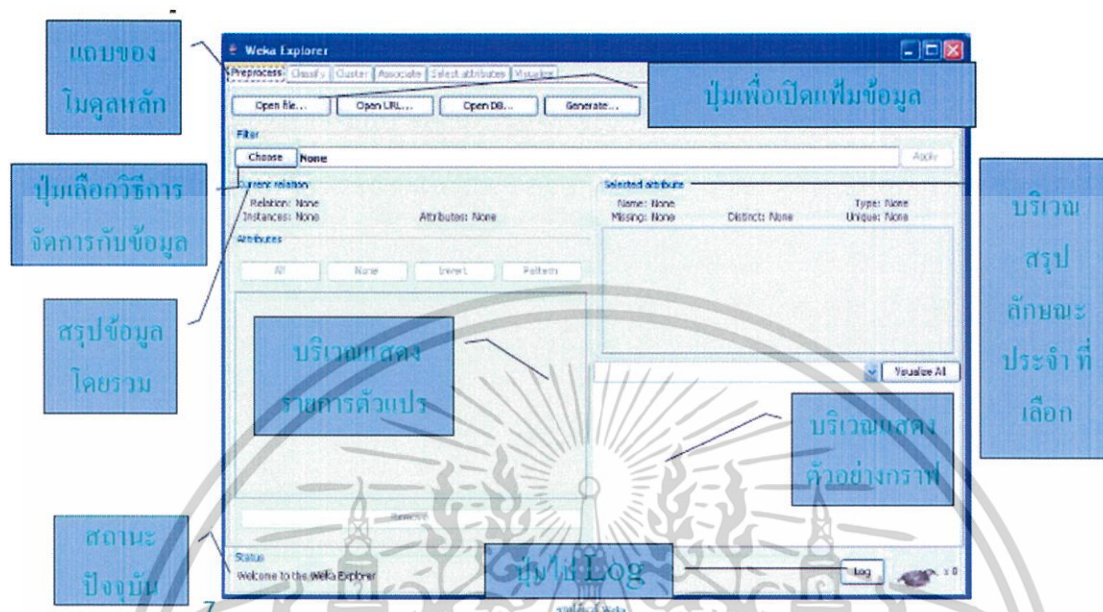 แถบของ
โมดูลหลัก
Weka Explorer
Preprocess Classify Cluster Associate Select attributes Visualize
ปุ่มเพื่อเปิดแฟ้มข้อมูล
Open file... Open URL... Open DB... Generate...
Filter
Choose None Apply
ปุ่มเลือกวิธีการ
จัดการกับข้อมูล
Current relation
Relation: None
Instances: None Attributes: None
Selected attribute
Name: None Type: None
Missing: None Distinct: None Unique: None
บริเวณ
สรุป
ลักษณะ
ประจำ ที่
เลือก
Attributes
All None Invert Pattern
สรุปข้อมูล
โดยรวม
บริเวณแสดง
รายการตัวแปร
Visualize All
บริเวณแสดง
ตัวอย่างกราฟ
Remove
สถานะ
ปัจจุบัน
Status
Welcome to the Weka Explorer
ปุ่มไป Log
Log x 0